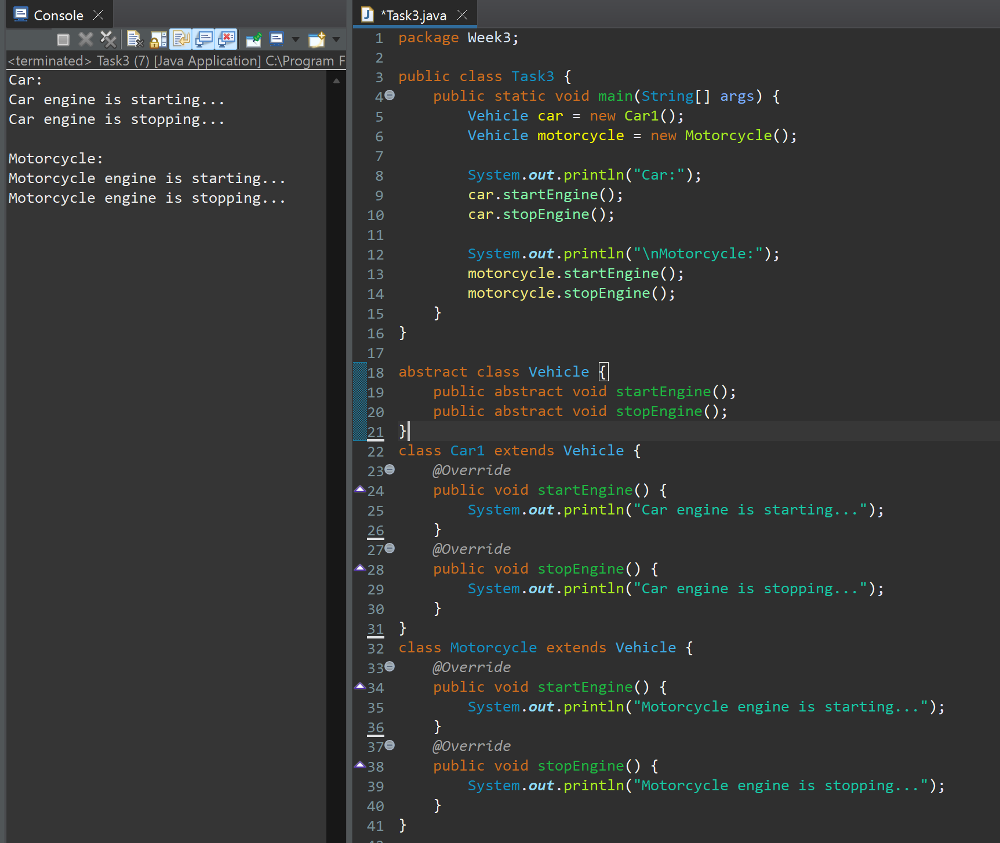 Console
<terminated> Task3 (7) [Java Application] C:\Program F
Car:
Car engine is starting...
Car engine is stopping...

Motorcycle:
Motorcycle engine is starting...
Motorcycle engine is stopping...
*Task3.java
1 package Week3;
2
3 public class Task3 {
4     public static void main(String[] args) {
5         Vehicle car = new Car1();
6         Vehicle motorcycle = new Motorcycle();
7
8         System.out.println("Car:");
9         car.startEngine();
10         car.stopEngine();
11
12         System.out.println("\nMotorcycle:");
13         motorcycle.startEngine();
14         motorcycle.stopEngine();
15     }
16 }
17
18 abstract class Vehicle {
19     public abstract void startEngine();
20     public abstract void stopEngine();
21 }
22 class Car1 extends Vehicle {
23     @Override
24     public void startEngine() {
25         System.out.println("Car engine is starting...");
26     }
27     @Override
28     public void stopEngine() {
29         System.out.println("Car engine is stopping...");
30     }
31 }
32 class Motorcycle extends Vehicle {
33     @Override
34     public void startEngine() {
35         System.out.println("Motorcycle engine is starting...");
36     }
37     @Override
38     public void stopEngine() {
39         System.out.println("Motorcycle engine is stopping...");
40     }
41 }